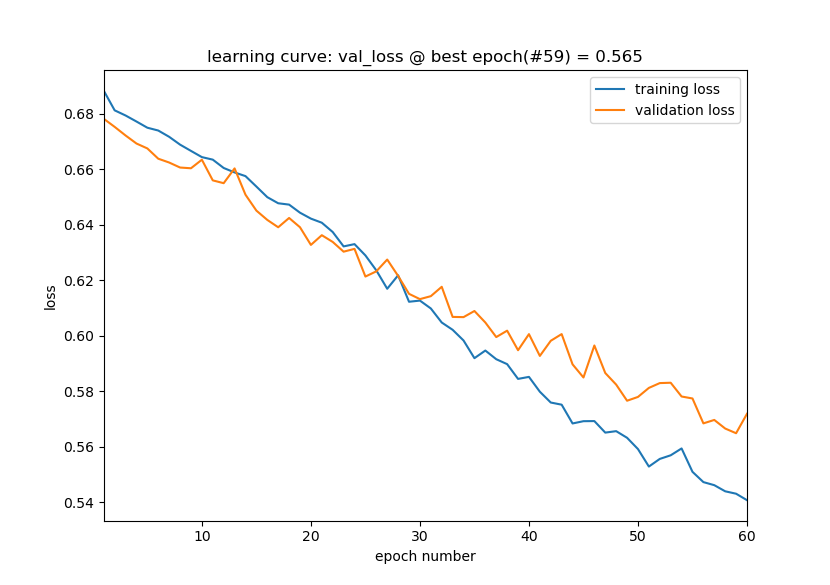 learning curve: val_loss @ best epoch(#59) = 0.565
training loss
validation loss
loss
0.68
0.66
0.64
0.62
0.60
0.58
0.56
0.54
10 20 30 40 50 60
epoch number